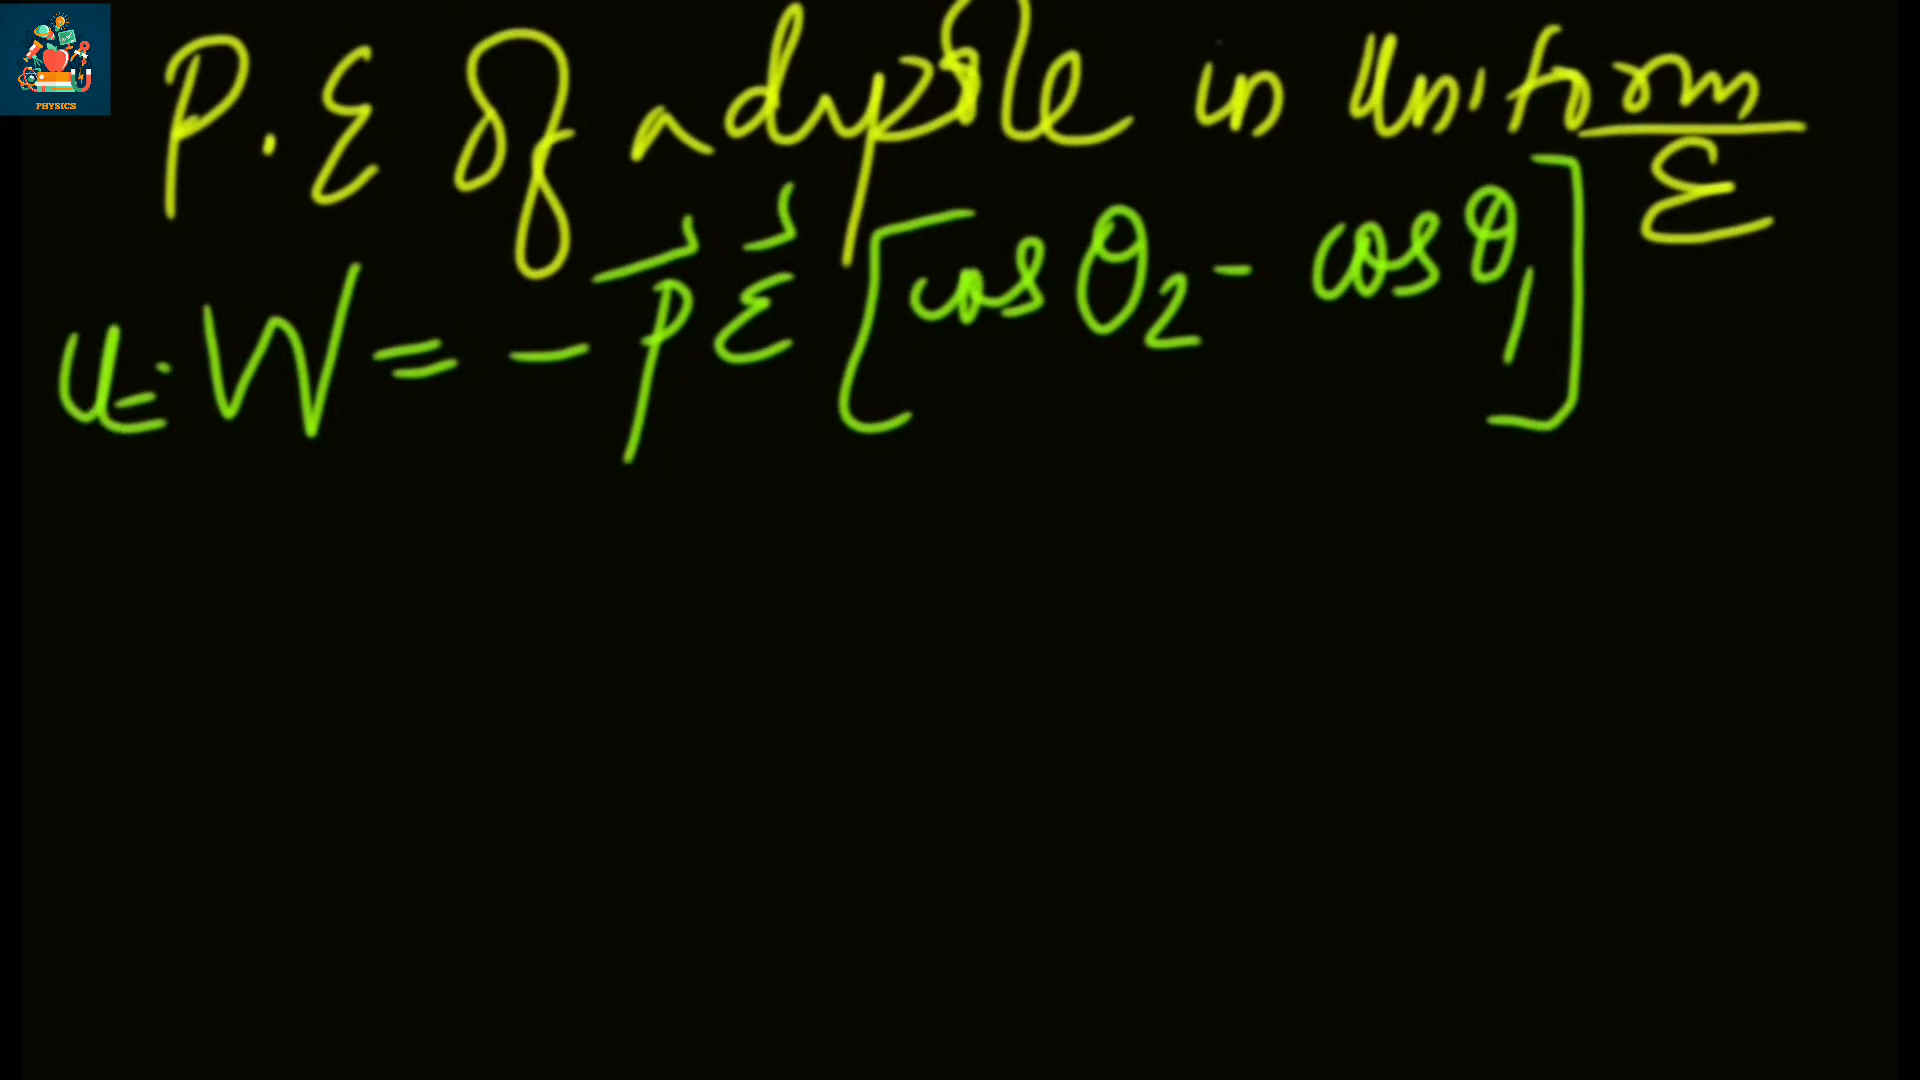 PHYSICS
P.E of a dipole in Uniform
E
U = W = - p⃗ E⃗ [cos θ₂ - cos θ₁]